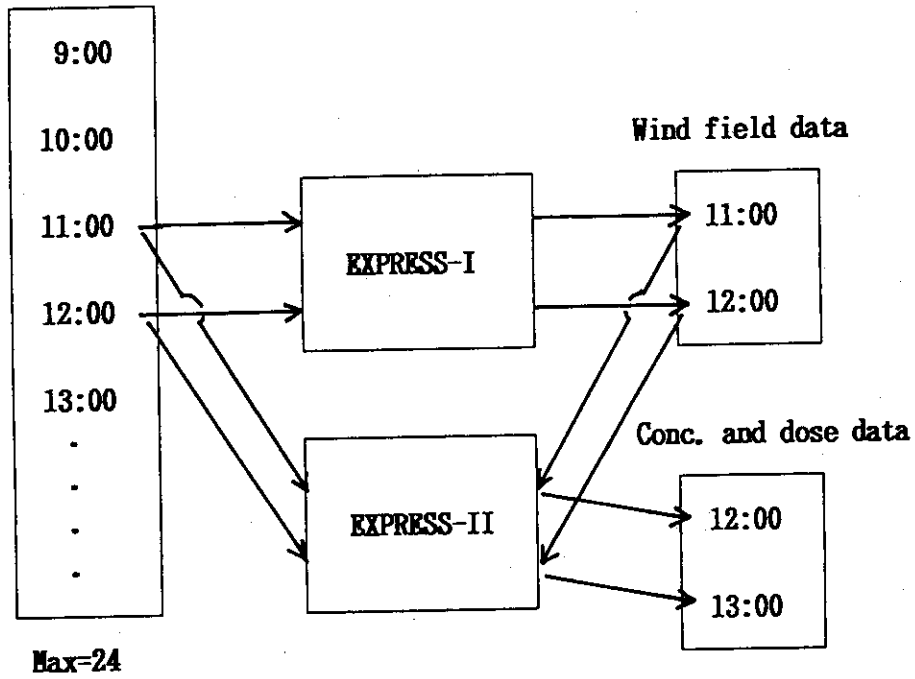 9:00
10:00
11:00
12:00
13:00
.
.
.
.
Max=24
EXPRESS-I
EXPRESS-II
Wind field data
11:00
12:00
Conc. and dose data
12:00
13:00